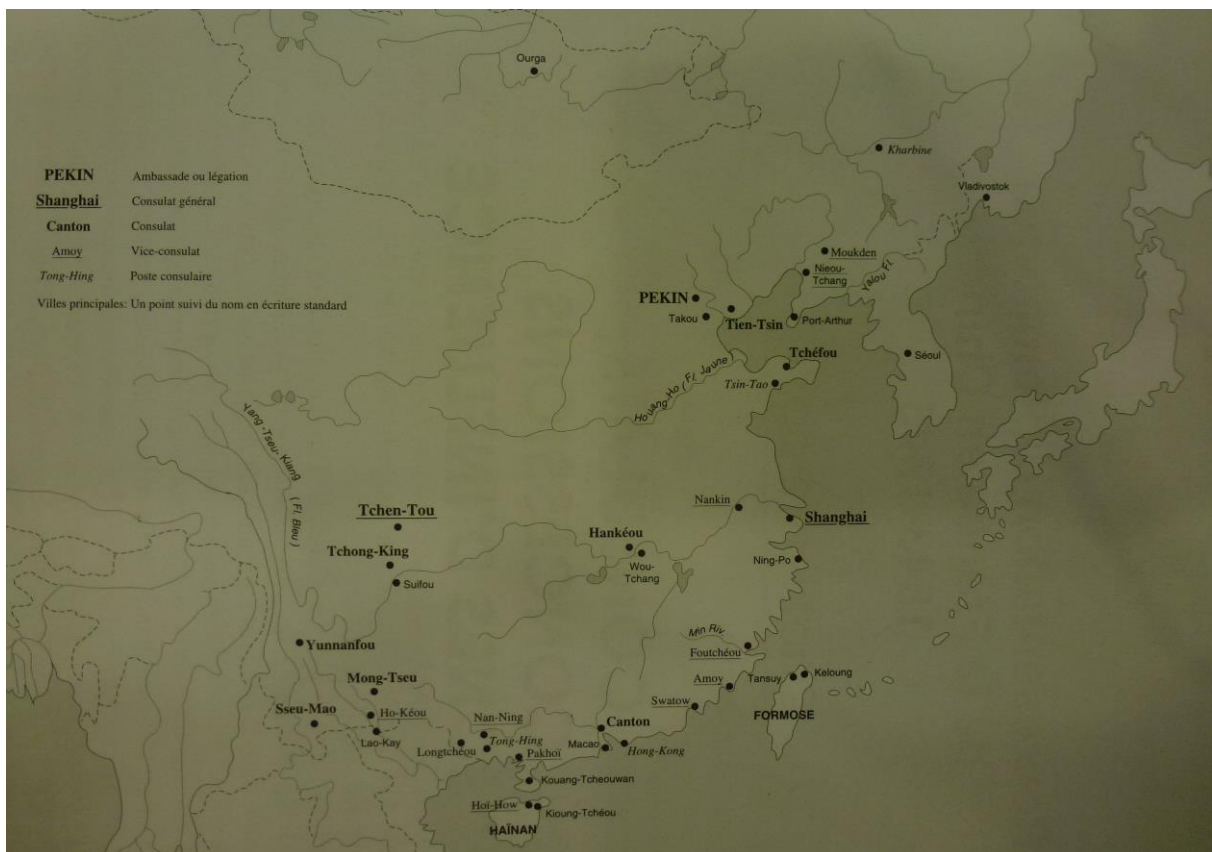 Ourga
Kharbine
Vladivostok
PEKIN Ambassade ou légation
Shanghai Consulat général
Canton Consulat
Amoy Vice-consulat
Tong-Hing Poste consulaire
Villes principales: Un point suivi du nom en écriture standard
Moukden
Nieou-
Tchang
Yalou Fl.
PEKIN
Takou
Tien-Tsin
Port-Arthur
Séoul
Tchéfou
Tsin-Tao
Houang-Ho (Fl. Jaune)
Yang-Tseu-Kiang
(Fl. Bleu)
Tchen-Tou
Tchong-King
Suifou
Hankéou
Wou-
Tchang
Nankin
Shanghai
Ning-Po
Min Riv
Foutchéou
Yunnanfou
Mong-Tseu
Sseu-Mao
Ho-Kéou
Lao-Kay
Nan-Ning
Tong-Hing
Longtchéou
Pakhoï
Canton
Macao
Hong-Kong
Swatow
Amoy
Tansuy
Keloung
FORMOSE
Kouang-Tcheouwan
Hoï-How
Kioung-Tchéou
HAÏNAN